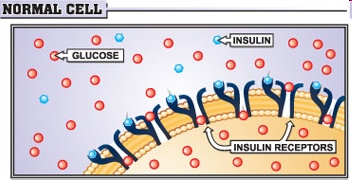 NORMAL CELL
INSULIN
GLUCOSE
INSULIN RECEPTORS